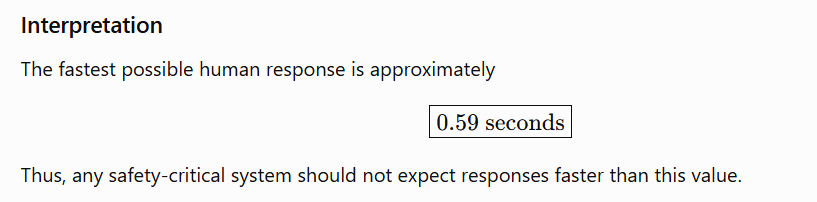 Interpretation
The fastest possible human response is approximately
0.59 seconds
Thus, any safety-critical system should not expect responses faster than this value.